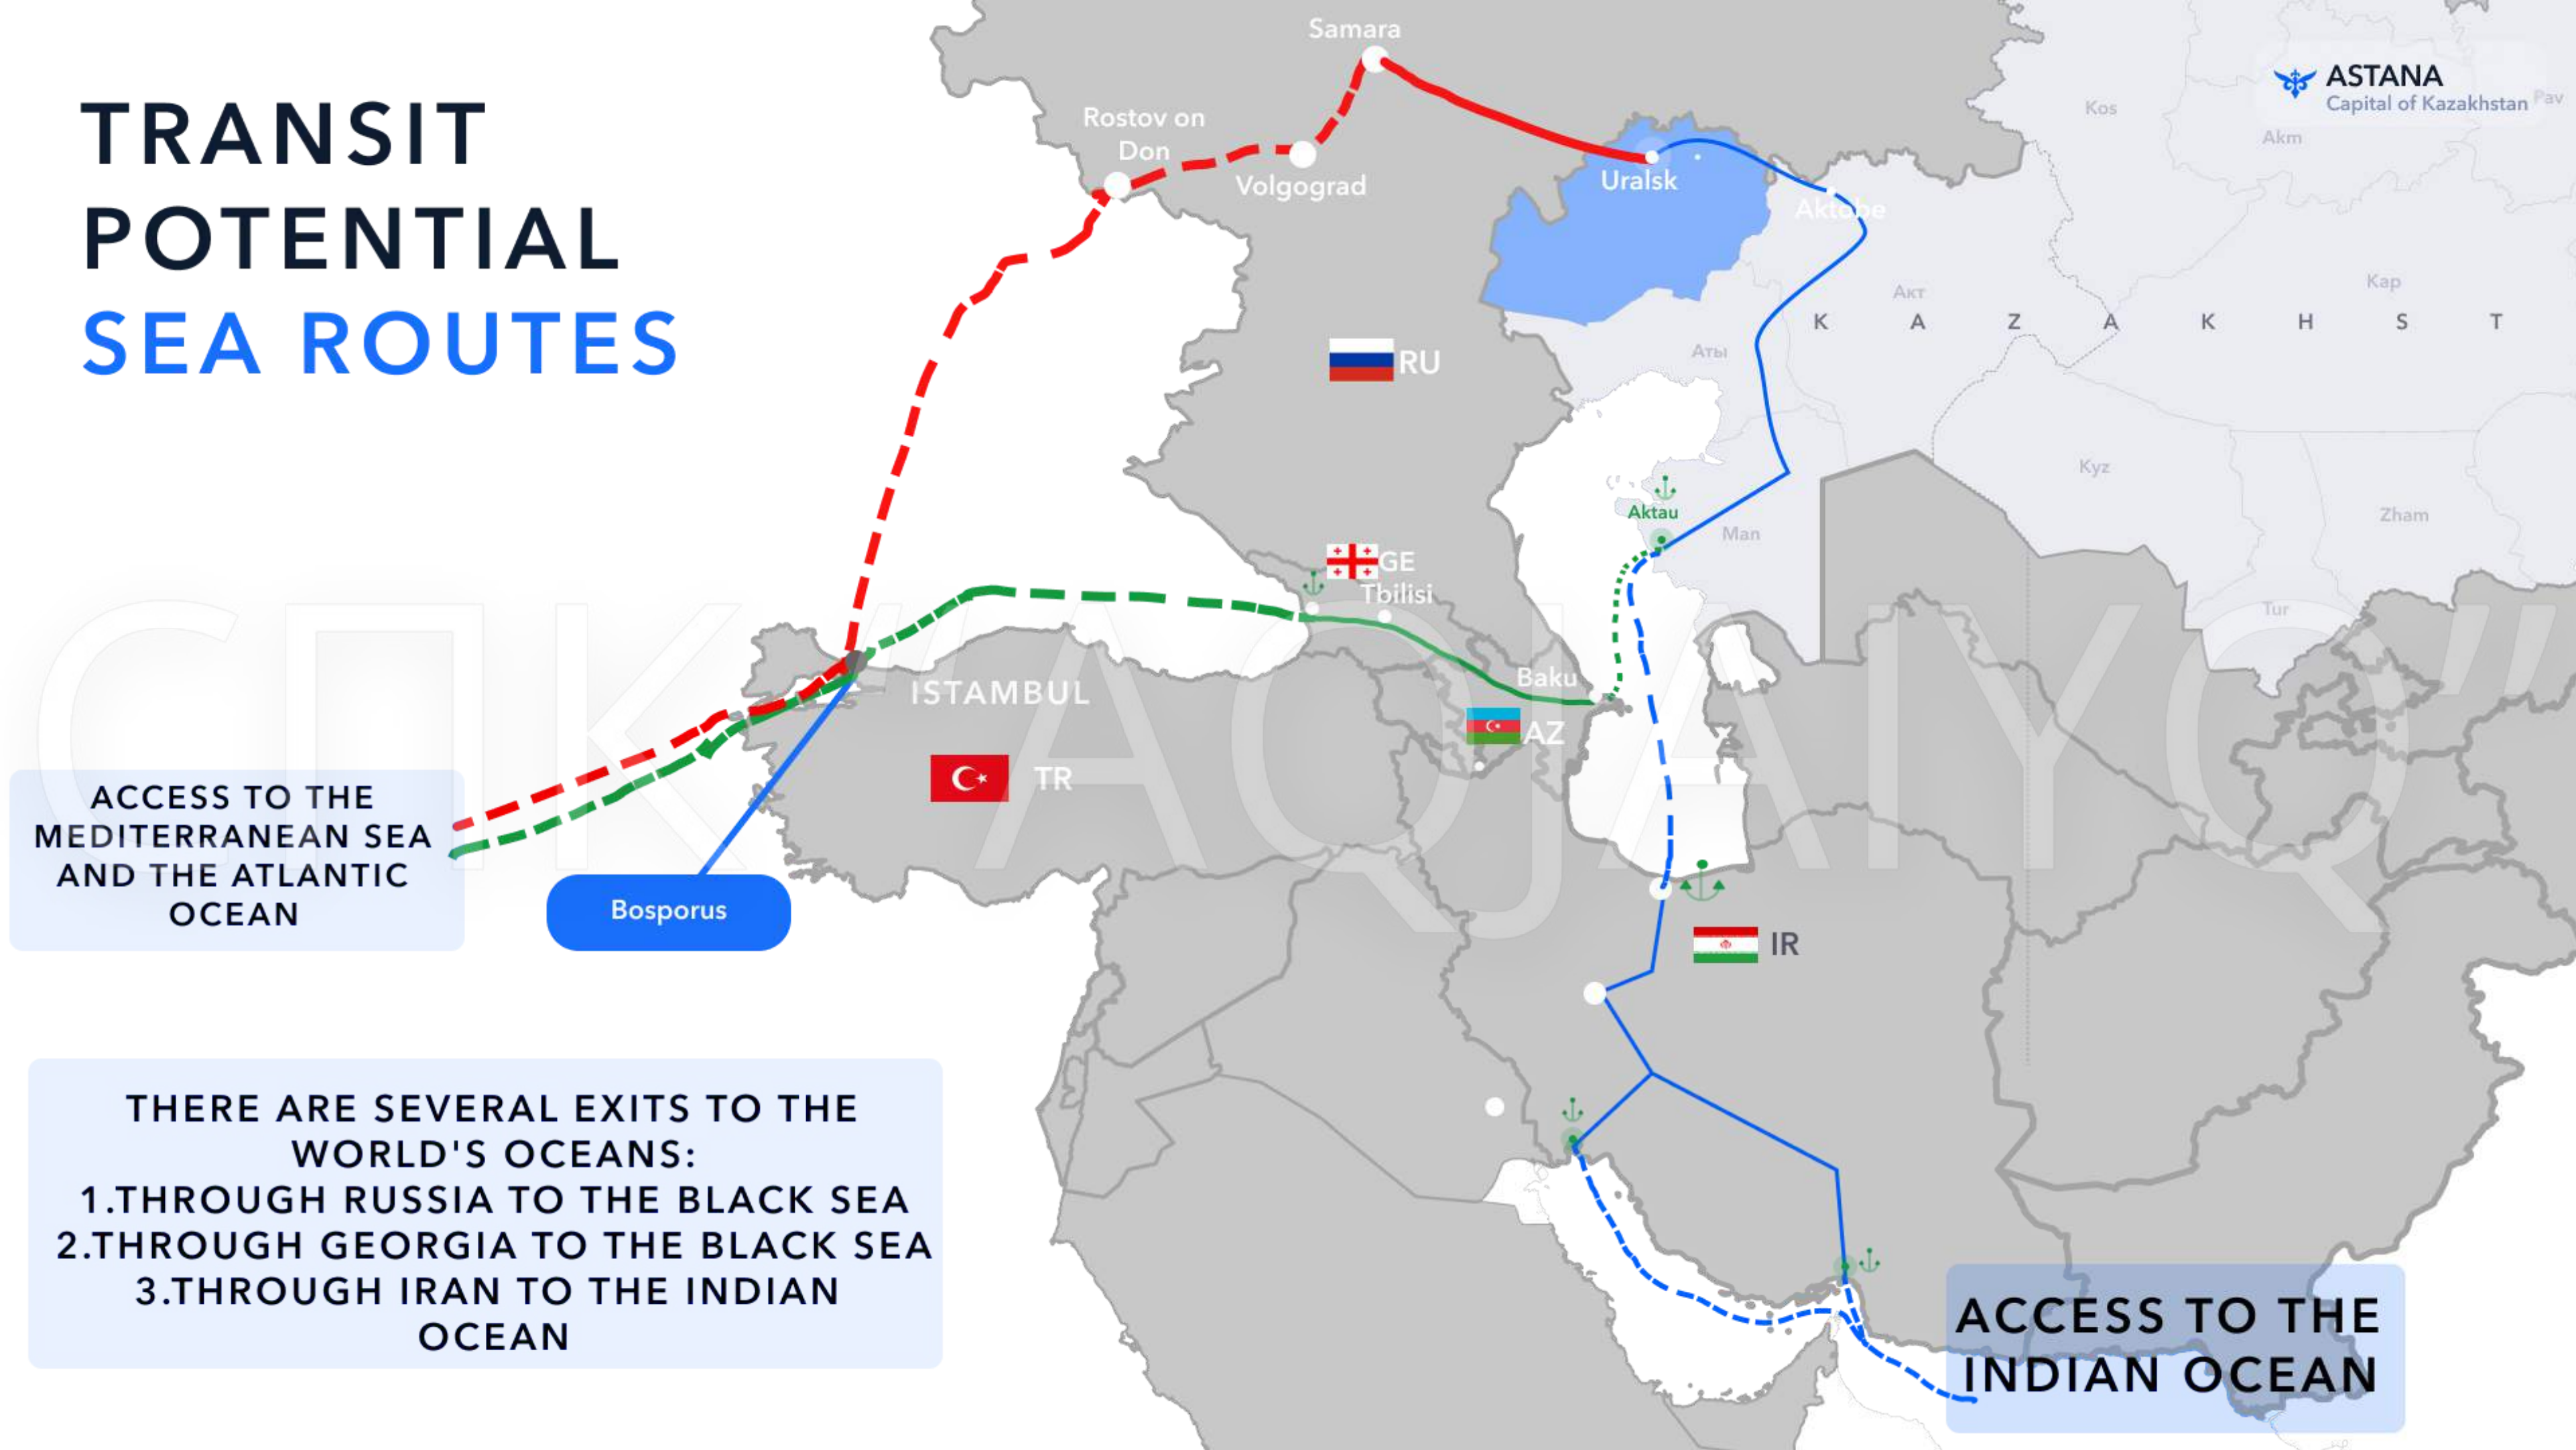 TRANSIT
POTENTIAL
SEA ROUTES
Samara
Rostov on
Don
Volgograd
Uralsk
Aktobe
ASTANA
Capital of Kazakhstan
Kos
Pav
Akm
Акт
Кар
K A Z A K H S T
Аты
RU
Kyz
Aktau
Man
Zham
GE
Tbilisi
Tur
СПК "AQJAIYQ"
Baku
ISTAMBUL
AZ
TR
ACCESS TO THE
MEDITERRANEAN SEA
AND THE ATLANTIC
OCEAN
Bosporus
IR
THERE ARE SEVERAL EXITS TO THE
WORLD'S OCEANS:
1.THROUGH RUSSIA TO THE BLACK SEA
2.THROUGH GEORGIA TO THE BLACK SEA
3.THROUGH IRAN TO THE INDIAN
OCEAN
ACCESS TO THE
INDIAN OCEAN